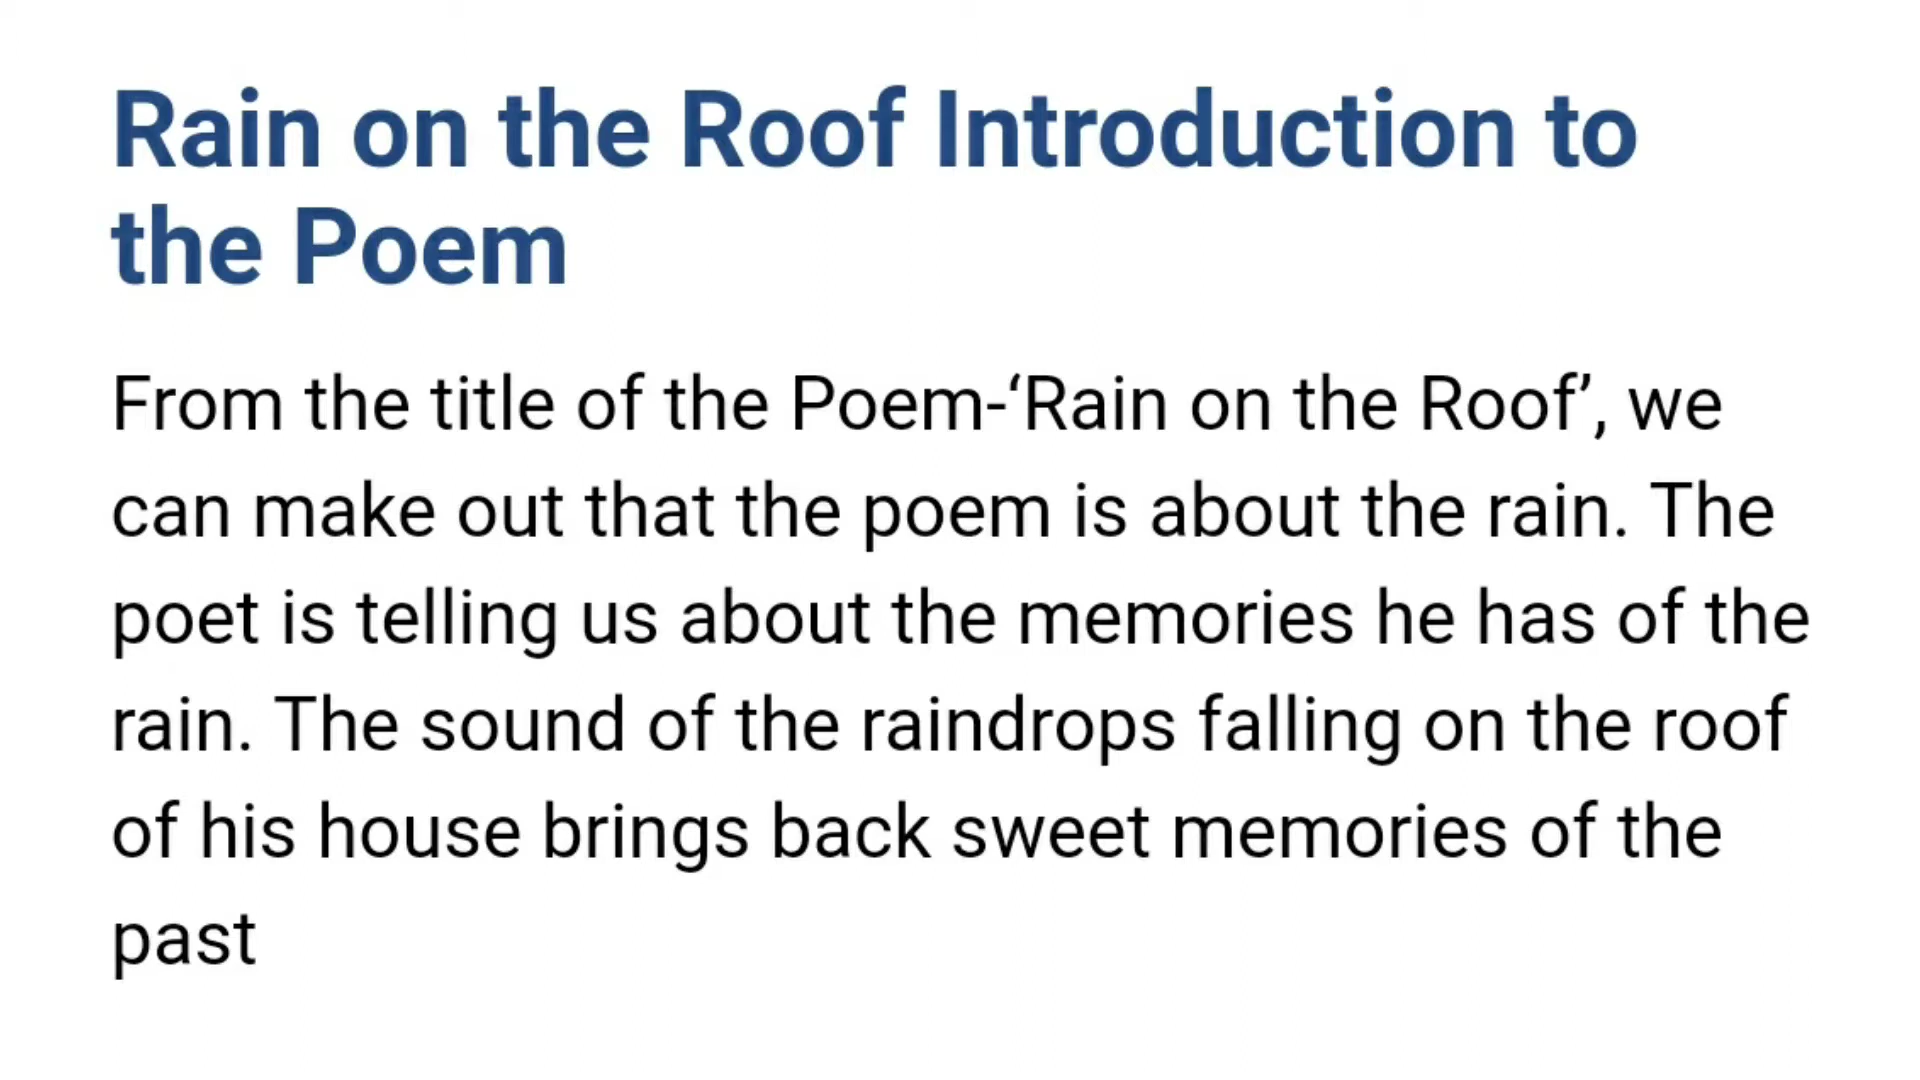 Rain on the Roof Introduction to
the Poem
From the title of the Poem-‘Rain on the Roof’, we
can make out that the poem is about the rain. The
poet is telling us about the memories he has of the
rain. The sound of the raindrops falling on the roof
of his house brings back sweet memories of the
past